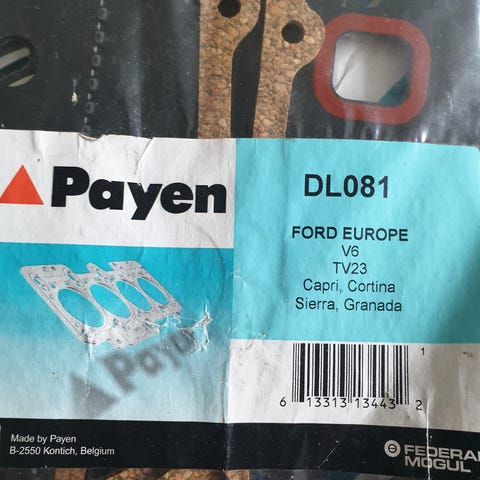 Payen
DL081
FORD EUROPE
V6
TV23
Capri, Cortina
Sierra, Granada
Payen
1
6 13313 13443 2
Made by Payen
B-2550 Kontich, Belgium
FEDERAL
MOGUL